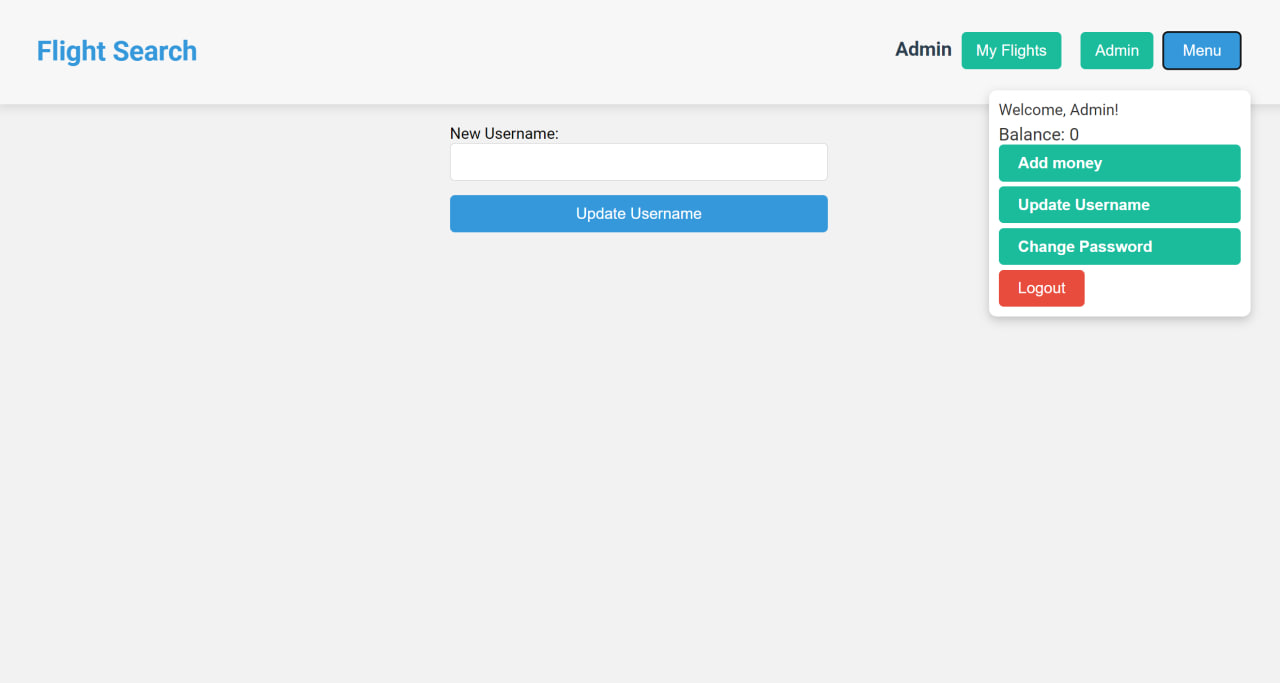 Flight Search
Admin
My Flights
Admin
Menu
Welcome, Admin!
Balance: 0
Add money
Update Username
Change Password
Logout
New Username:
Update Username